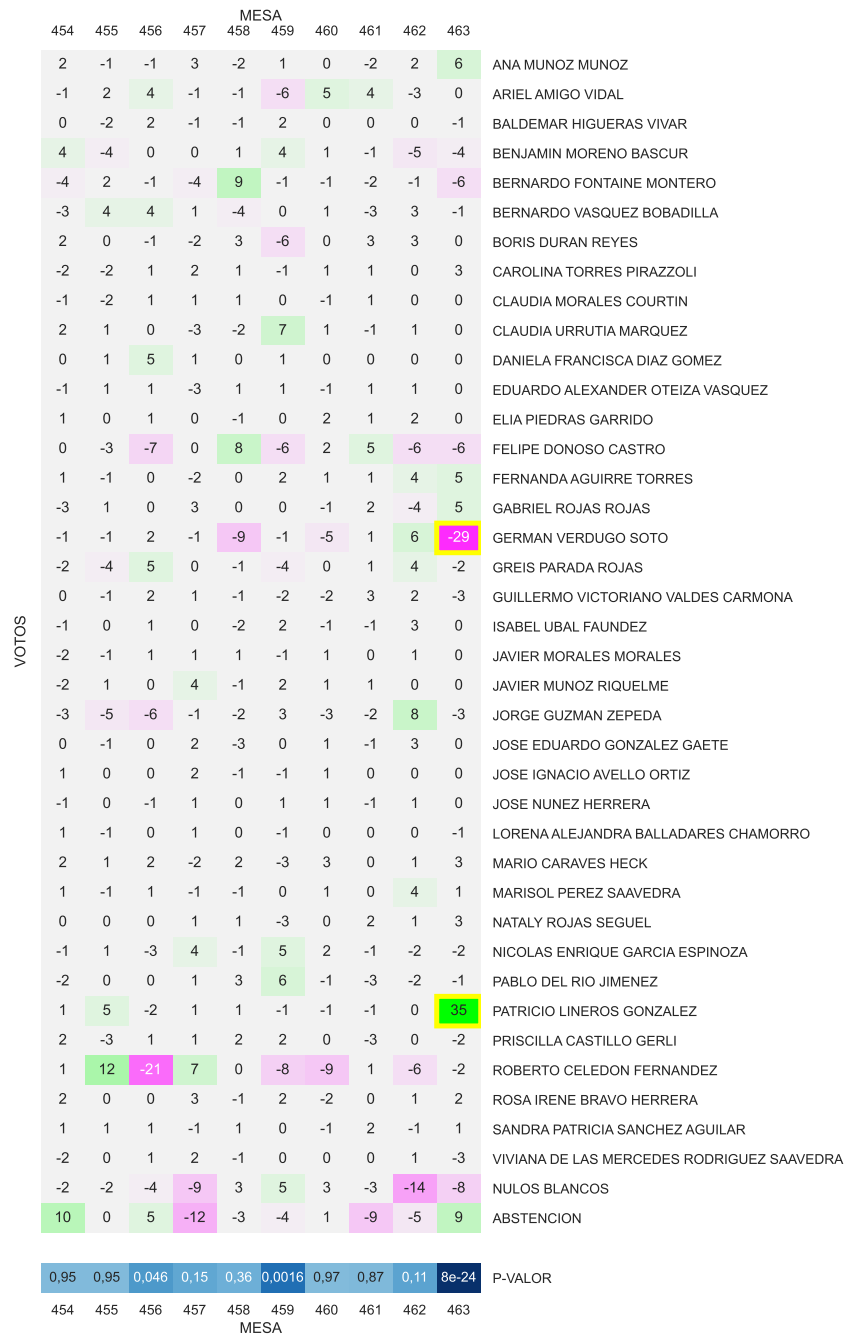 MESA
454 455 456 457 458 459 460 461 462 463
2 -1 -1 3 -2 1 0 -2 2 6 ANA MUNOZ MUNOZ
-1 2 4 -1 -1 -6 5 4 -3 0 ARIEL AMIGO VIDAL
0 -2 2 -1 -1 2 0 0 0 -1 BALDEMAR HIGUERAS VIVAR
4 -4 0 0 1 4 1 -1 -5 -4 BENJAMIN MORENO BASCUR
-4 2 -1 -4 9 -1 -1 -2 -1 -6 BERNARDO FONTAINE MONTERO
-3 4 4 1 -4 0 1 -3 3 -1 BERNARDO VASQUEZ BOBADILLA
2 0 -1 -2 3 -6 0 3 3 0 BORIS DURAN REYES
-2 -2 1 2 1 -1 1 1 0 3 CAROLINA TORRES PIRAZZOLI
-1 -2 1 1 1 0 -1 1 0 0 CLAUDIA MORALES COURTIN
2 1 0 -3 -2 7 1 -1 1 0 CLAUDIA URRUTIA MARQUEZ
0 1 5 1 0 1 0 0 0 0 DANIELA FRANCISCA DIAZ GOMEZ
-1 1 1 -3 1 1 -1 1 1 0 EDUARDO ALEXANDER OTEIZA VASQUEZ
1 0 1 0 -1 0 2 1 2 0 ELIA PIEDRAS GARRIDO
0 -3 -7 0 8 -6 2 5 -6 -6 FELIPE DONOSO CASTRO
1 -1 0 -2 0 2 1 1 4 5 FERNANDA AGUIRRE TORRES
-3 1 0 3 0 0 -1 2 -4 5 GABRIEL ROJAS ROJAS
-1 -1 2 -1 -9 -1 -5 1 6 -29 GERMAN VERDUGO SOTO
-2 -4 5 0 -1 -4 0 1 4 -2 GREIS PARADA ROJAS
0 -1 2 1 -1 -2 -2 3 2 -3 GUILLERMO VICTORIANO VALDES CARMONA
-1 0 1 0 -2 2 -1 -1 3 0 ISABEL UBAL FAUNDEZ
VOTOS
-2 -1 1 1 1 -1 1 0 1 0 JAVIER MORALES MORALES
-2 1 0 4 -1 2 1 1 0 0 JAVIER MUNOZ RIQUELME
-3 -5 -6 -1 -2 3 -3 -2 8 -3 JORGE GUZMAN ZEPEDA
0 -1 0 2 -3 0 1 -1 3 0 JOSE EDUARDO GONZALEZ GAETE
1 0 0 2 -1 -1 1 0 0 0 JOSE IGNACIO AVELLO ORTIZ
-1 0 -1 1 0 1 1 -1 1 0 JOSE NUNEZ HERRERA
1 -1 0 1 0 -1 0 0 0 -1 LORENA ALEJANDRA BALLADARES CHAMORRO
2 1 2 -2 2 -3 3 0 1 3 MARIO CARAVES HECK
1 -1 1 -1 -1 0 1 0 4 1 MARISOL PEREZ SAAVEDRA
0 0 0 1 1 -3 0 2 1 3 NATALY ROJAS SEGUEL
-1 1 -3 4 -1 5 2 -1 -2 -2 NICOLAS ENRIQUE GARCIA ESPINOZA
-2 0 0 1 3 6 -1 -3 -2 -1 PABLO DEL RIO JIMENEZ
1 5 -2 1 1 -1 -1 -1 0 35 PATRICIO LINEROS GONZALEZ
2 -3 1 1 2 2 0 -3 0 -2 PRISCILLA CASTILLO GERLI
1 12 -21 7 0 -8 -9 1 -6 -2 ROBERTO CELEDON FERNANDEZ
2 0 0 3 -1 2 -2 0 1 2 ROSA IRENE BRAVO HERRERA
1 1 1 -1 1 0 -1 2 -1 1 SANDRA PATRICIA SANCHEZ AGUILAR
-2 0 1 2 -1 0 0 0 1 -3 VIVIANA DE LAS MERCEDES RODRIGUEZ SAAVEDRA
-2 -2 -4 -9 3 5 3 -3 -14 -8 NULOS BLANCOS
10 0 5 -12 -3 -4 1 -9 -5 9 ABSTENCION
0,95 0,95 0,046 0,15 0,36 0,0016 0,97 0,87 0,11 8e-24 P-VALOR
454 455 456 457 458 459 460 461 462 463
MESA